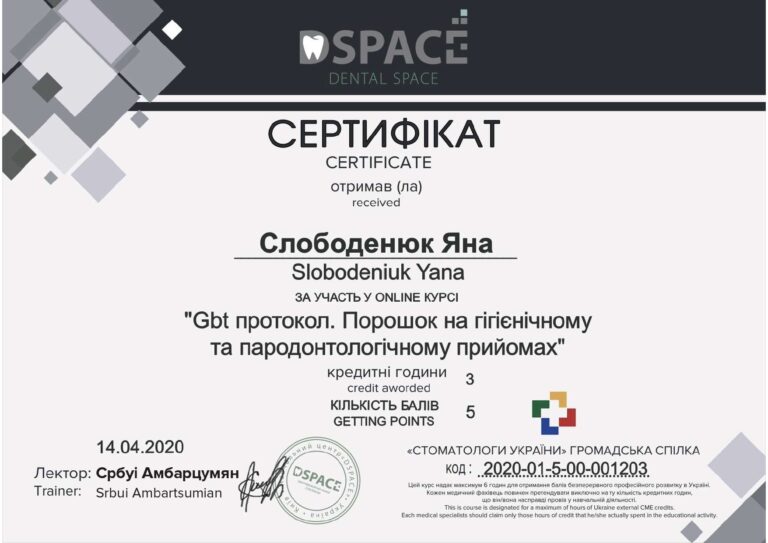 DSPACE
DENTAL SPACE
СЕРТИФІКАТ
CERTIFICATE
отримав (ла)
received
Слободенюк Яна
Slobodeniuk Yana
ЗА УЧАСТЬ У ONLINE КУРСІ
"Gbt протокол. Порошок на гігієнічному
та пародонтологічному прийомах"
кредитні години 3
credit aworded
КІЛЬКІСТЬ БАЛІВ 5
GETTING POINTS
14.04.2020
Лектор: Србуі Амбарцумян
Trainer: Srbui Ambartsumian
DSPACE
«DSPACE» • Україна • Київ
«СТОМАТОЛОГИ УКРАЇНИ» ГРОМАДСЬКА СПІЛКА
КОД : 2020-01-5-00-001203
Цей курс надає максимум 6 годин для отримання балів безперервного професійного розвитку в Україні.
Кожен медичний фахівець повинен претендувати виключно на ту кількість кредитних годин,
що він/вона насправді провів у навчальній діяльності.
This is course is designated for a maximum of hours of Ukraine external CME credits.
Each medical specialists should claim only those hours of credit that he/she actually spent in the educational activity.